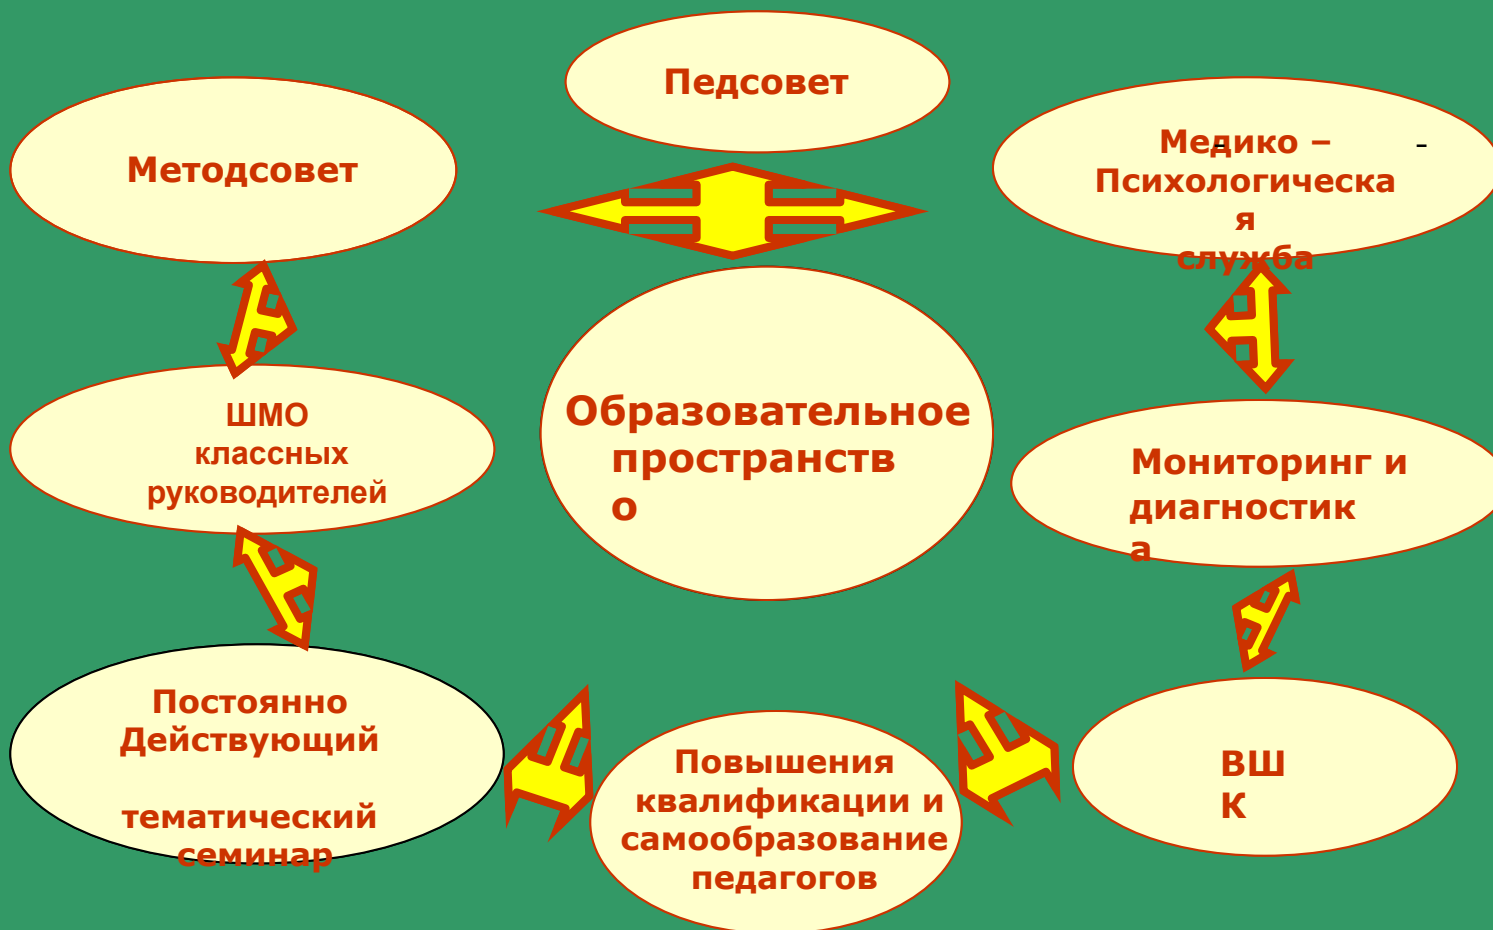 Педсовет
Методсовет
Медико –
Психологическа
я
служба
ШМО
классных
руководителей
Образовательное
пространств
о
Мониторинг и
диагностик
а
Постоянно
Действующий
тематический
семинар
Повышения
квалификации и
самообразование
педагогов
ВШ
К